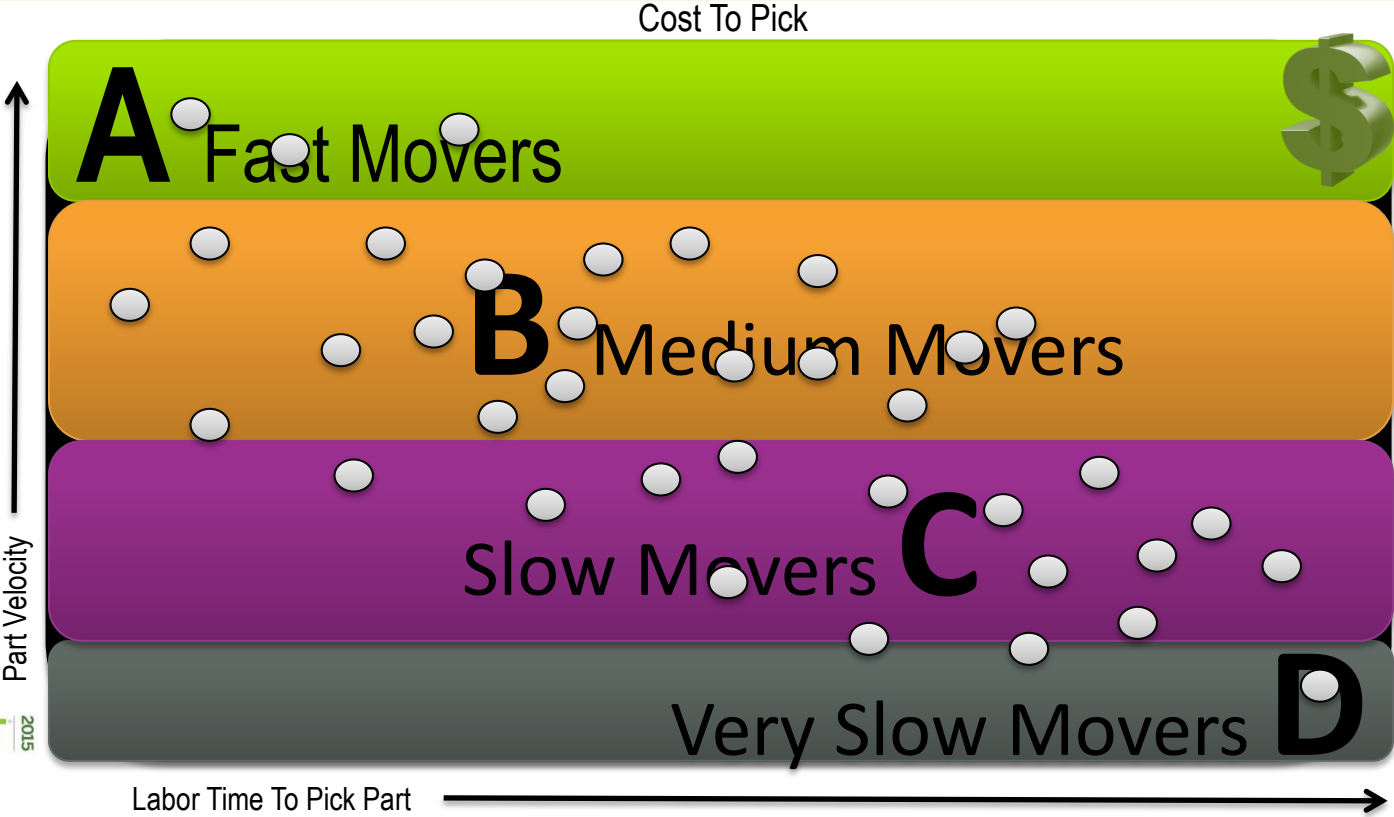 Cost To Pick
$
A Fast Movers
B Medium Movers
Slow Movers C
Very Slow Movers D
Part Velocity
2015
Labor Time To Pick Part